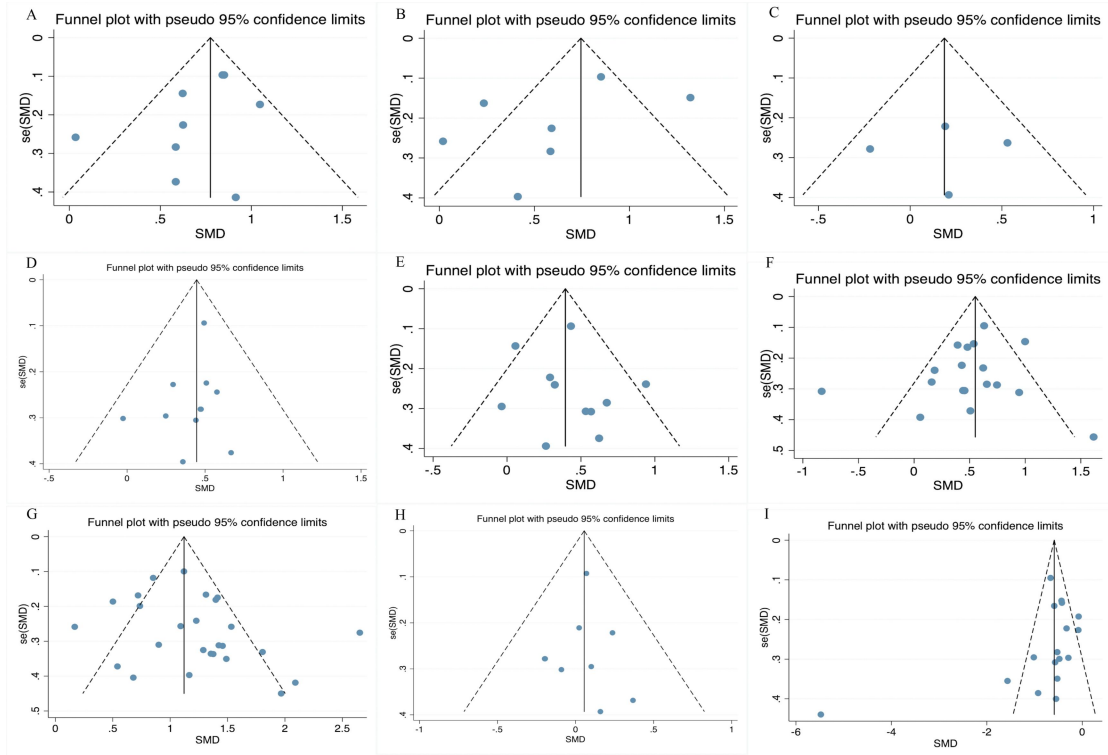 A
Funnel plot with pseudo 95% confidence limits
se(SMD)
0
.1
.2
.3
.4
0 .5 1 1.5
SMD
B
Funnel plot with pseudo 95% confidence limits
se(SMD)
0
.1
.2
.3
.4
0 .5 1 1.5
SMD
C
Funnel plot with pseudo 95% confidence limits
se(SMD)
0
.1
.2
.3
.4
-.5 0 .5 1
SMD
D
Funnel plot with pseudo 95% confidence limits
se(SMD)
0
.1
.2
.3
.4
-.5 0 .5 1 1.5
SMD
E
Funnel plot with pseudo 95% confidence limits
se(SMD)
0
.1
.2
.3
.4
-.5 0 .5 1 1.5
SMD
F
Funnel plot with pseudo 95% confidence limits
se(SMD)
0
.1
.2
.3
.4
.5
-1 -.5 0 .5 1 1.5
SMD
G
Funnel plot with pseudo 95% confidence limits
se(SMD)
0
.1
.2
.3
.4
.5
0 .5 1 1.5 2 2.5
SMD
H
Funnel plot with pseudo 95% confidence limits
se(SMD)
0
.1
.2
.3
.4
-1 -.5 0 .5 1
SMD
I
Funnel plot with pseudo 95% confidence limits
se(SMD)
0
.1
.2
.3
.4
-6 -4 -2 0
SMD